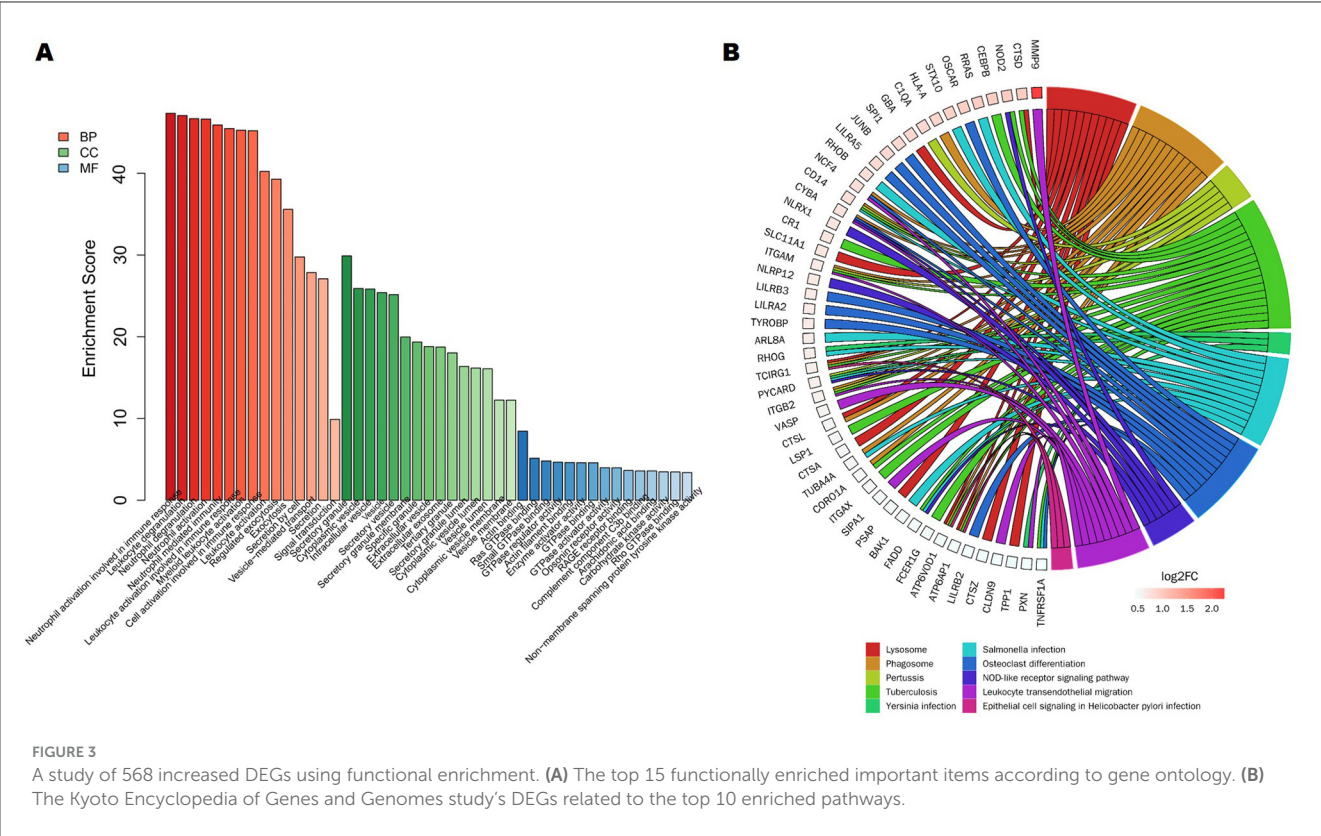 A
B
BP
CC
MF
Enrichment Score
0
10
20
30
40
Neutrophil activation involved in immune response
Leukocyte degranulation
Neutrophil degranulation
Neutrophil activation
Neutrophil mediated immunity
Leukocyte activation involved in immune response
Myeloid leukocyte activation
Cell activation involved in immune response
Leukocyte activation
Regulated exocytosis
Exocytosis
Secretion by cell
Vesicle−mediated transport
Secretion
Signal transduction
Secretory granule
Cytoplasmic vesicle
Intracellular vesicle
Vesicle
Secretory vesicle
Secretory granule membrane
Specific granule
Extracellular vesicle
Extracellular exosome
Secretory granule lumen
Cytoplasmic vesicle lumen
Vesicle lumen
Cytoplasmic vesicle membrane
Vesicle membrane
Actin binding
Ras GTPase binding
Small GTPase binding
GTPase regulator activity
Actin filament binding
Enzyme activator activity
GTPase binding
GTPase activator activity
Opsonin receptor activity
RAGE receptor binding
Complement component binding
Arachidonic acid binding
Carbohydrate kinase activity
Rho GTPase binding
Non−membrane spanning protein tyrosine kinase activity
MMP9
CTSD
NOD2
CEBPB
RRAS
OSCAR
STX10
HLA-A
C1QA
GBA
SPI1
JUNB
LILRA5
RHOB
NCF4
CD14
CYBA
NLRX1
CR1
SLC11A1
ITGAM
NLRP12
LILRB3
LILRA2
TYROBP
ARL8A
RHOG
TCIRG1
PYCARD
ITGB2
VASP
CTSL
LSP1
CTSA
TUBA4A
CORO1A
ITGAX
SIPA1
PSAP
BAK1
FADD
FCER1G
ATP6V0D1
ATP6AP1
LILRB2
CTSZ
CLDN9
TPP1
PXN
TNFRSF1A
log2FC
0.5 1.0 1.5 2.0
Lysosome
Phagosome
Pertussis
Tuberculosis
Yersinia infection
Salmonella infection
Osteoclast differentiation
NOD-like receptor signaling pathway
Leukocyte transendothelial migration
Epithelial cell signaling in Helicobacter pylori infection
FIGURE 3
A study of 568 increased DEGs using functional enrichment. (A) The top 15 functionally enriched important items according to gene ontology. (B)
The Kyoto Encyclopedia of Genes and Genomes study's DEGs related to the top 10 enriched pathways.